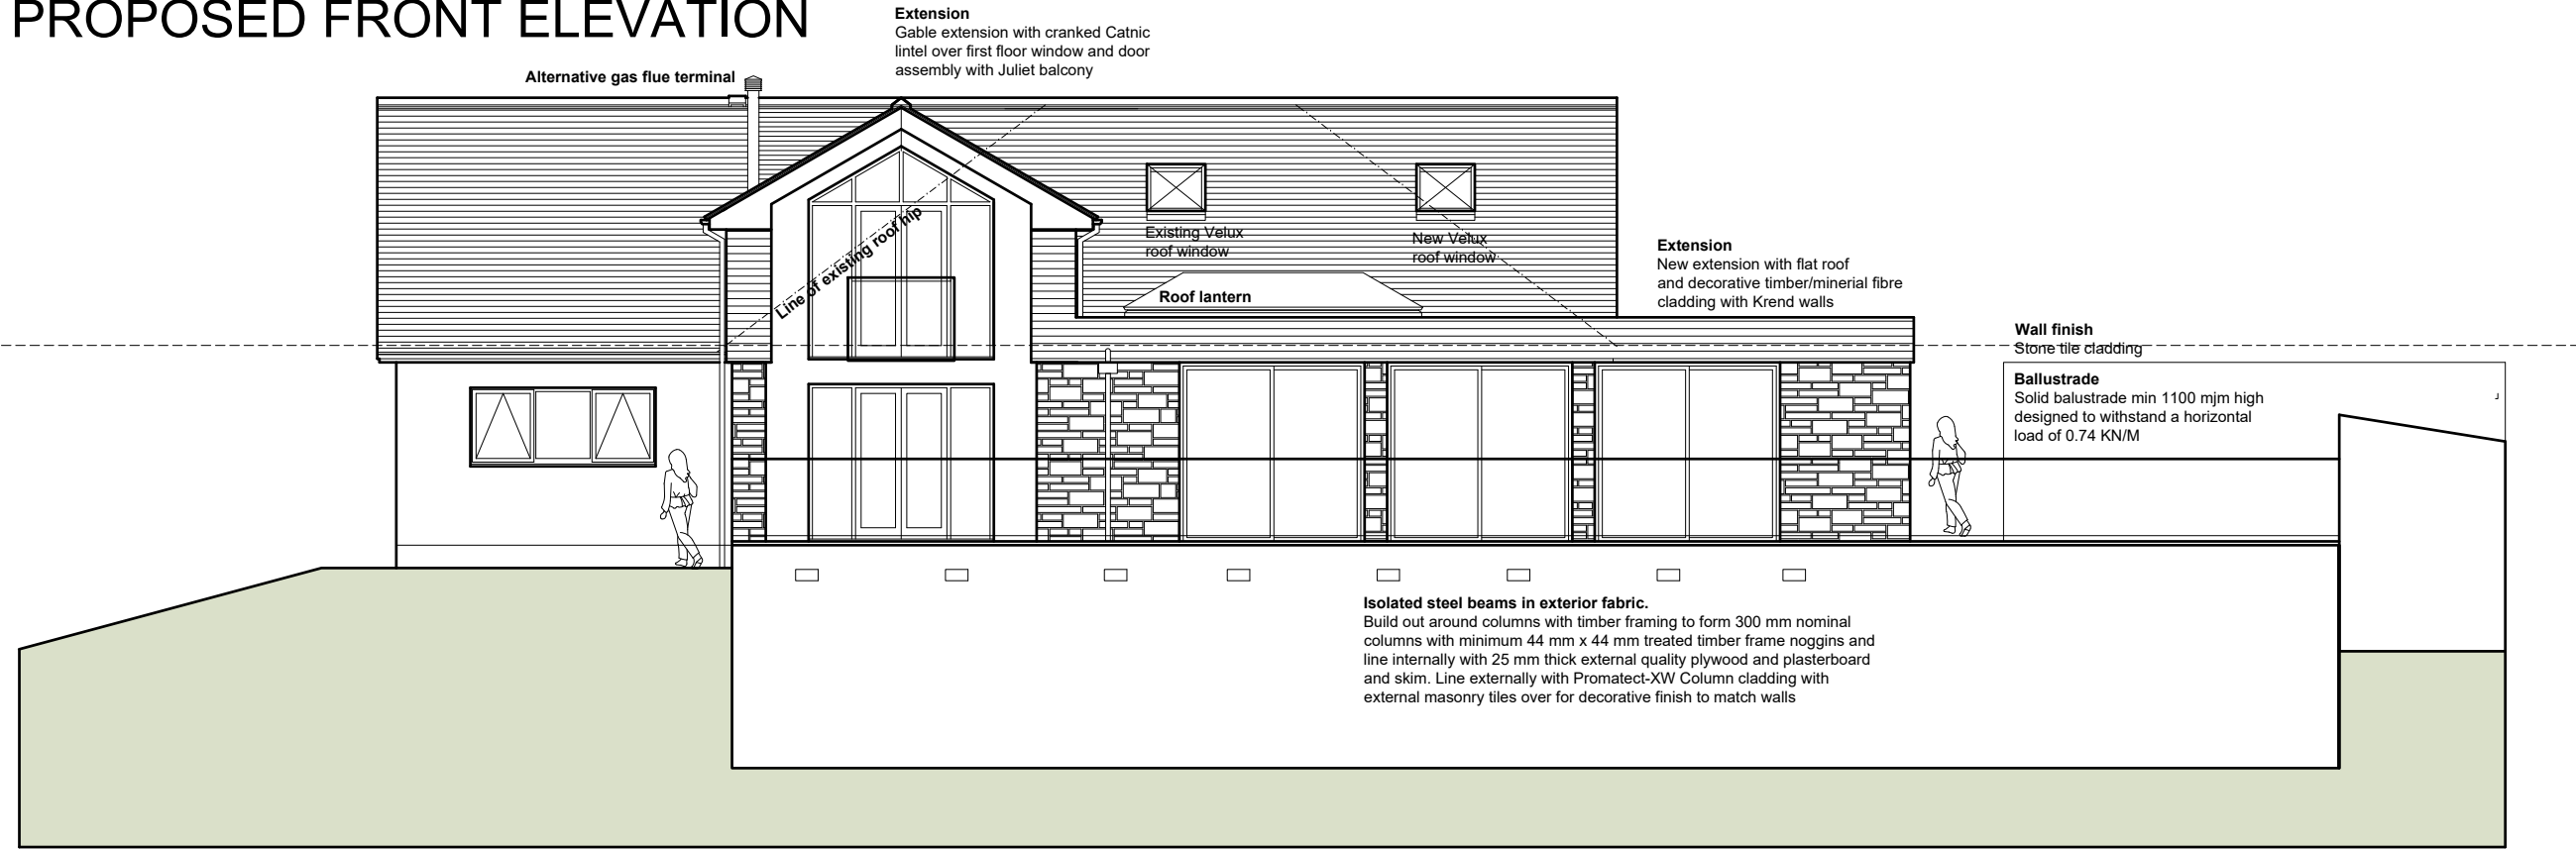 PROPOSED FRONT ELEVATION
Extension
Gable extension with cranked Catnic
lintel over first floor window and door
assembly with Juliet balcony
Alternative gas flue terminal
Line of existing roof hip
Existing Velux
roof window
New Velux
roof window
Roof lantern
Extension
New extension with flat roof
and decorative timber/minerial fibre
cladding with Krend walls
Wall finish
Stone tile cladding
Ballustrade
Solid balustrade min 1100 mjm high
designed to withstand a horizontal
load of 0.74 KN/M
Isolated steel beams in exterior fabric.
Build out around columns with timber framing to form 300 mm nominal
columns with minimum 44 mm x 44 mm treated timber frame noggins and
line internally with 25 mm thick external quality plywood and plasterboard
and skim. Line externally with Promatect-XW Column cladding with
external masonry tiles over for decorative finish to match walls